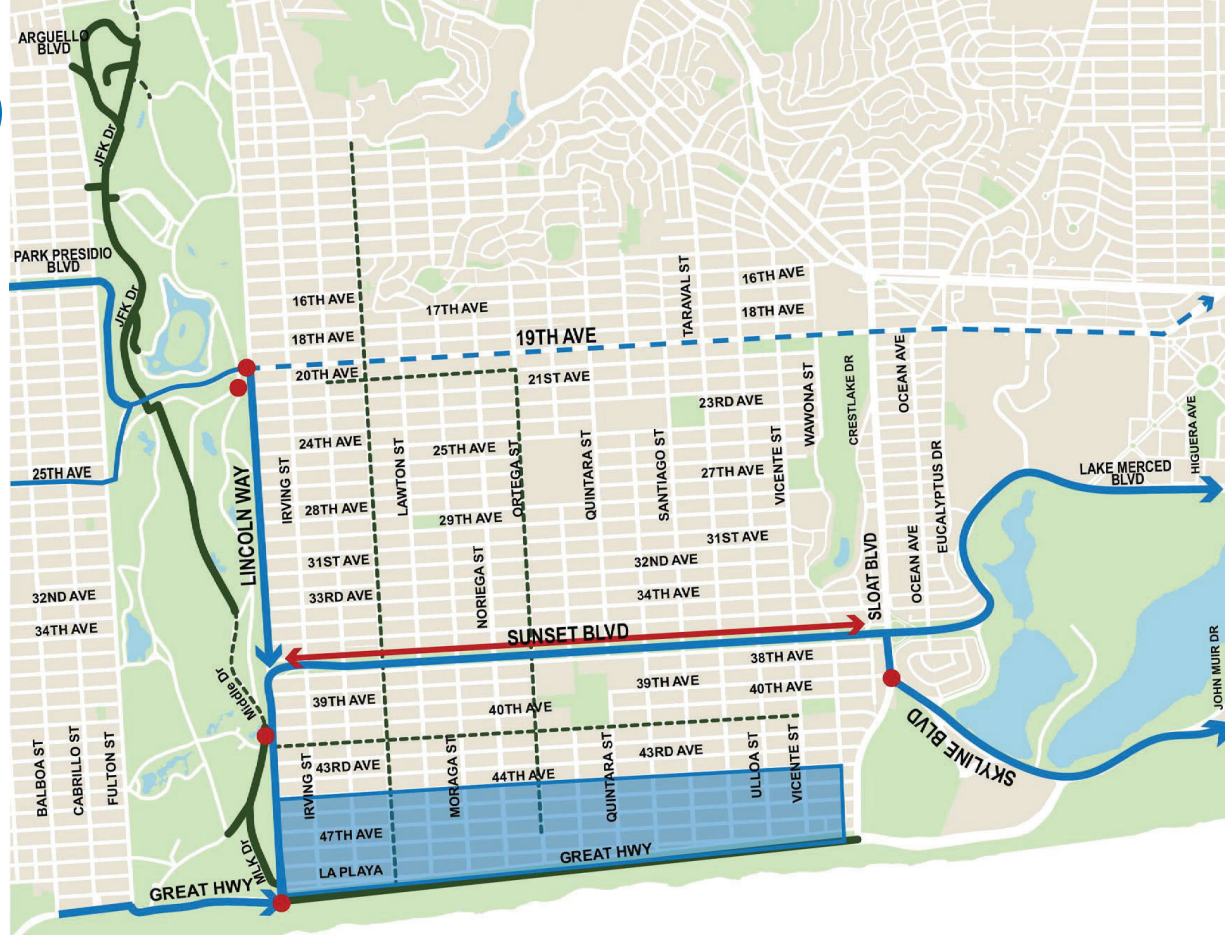 ARGUELLO
BLVD
JFK Dr
PARK PRESIDIO
BLVD
JFK Dr
16TH AVE
17TH AVE
TARAVAL ST
16TH AVE
18TH AVE
18TH AVE
19TH AVE
20TH AVE
21ST AVE
23RD AVE
WAWONA ST
CRESTLAKE DR
OCEAN AVE
HIGUERA AVE
24TH AVE
25TH AVE
25TH AVE
27TH AVE
IRVING ST
LAWTON ST
ORTEGA ST
QUINTARA ST
SANTIAGO ST
VICENTE ST
EUCALYPTUS DR
LAKE MERCED
BLVD
LINCOLN WAY
28TH AVE
29TH AVE
31ST AVE
31ST AVE
32ND AVE
NORIEGA ST
SLOAT BLVD
OCEAN AVE
32ND AVE
33RD AVE
34TH AVE
34TH AVE
SUNSET BLVD
38TH AVE
Middle Dr
39TH AVE
39TH AVE
40TH AVE
40TH AVE
JOHN MUIR DR
SKYLINE BLVD
BALBOA ST
CABRILLO ST
FULTON ST
IRVING ST
43RD AVE
MORAGA ST
44TH AVE
QUINTARA ST
43RD AVE
ULLOA ST
VICENTE ST
47TH AVE
LA PLAYA
GREAT HWY
MLK Dr
GREAT HWY